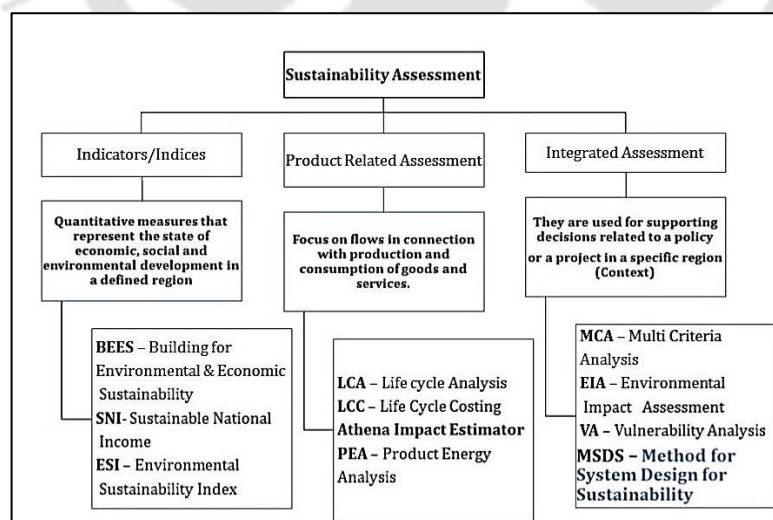 Sustainability Assessment
Indicators/Indices
Product Related Assessment
Integrated Assessment
Quantitative measures that
represent the state of
economic, social and
environmental development in
a defined region
Focus on flows in connection
with production and
consumption of goods and
services.
They are used for supporting
decisions related to a policy
or a project in a specific region
(Context)
BEES – Building for
Environmental & Economic
Sustainability
SNI- Sustainable National
Income
ESI – Environmental
Sustainability Index
LCA – Life cycle Analysis
LCC – Life Cycle Costing
Athena Impact Estimator
PEA – Product Energy
Analysis
MCA – Multi Criteria
Analysis
EIA – Environmental
Impact Assessment
VA – Vulnerability Analysis
MSDS – Method for
System Design for
Sustainability